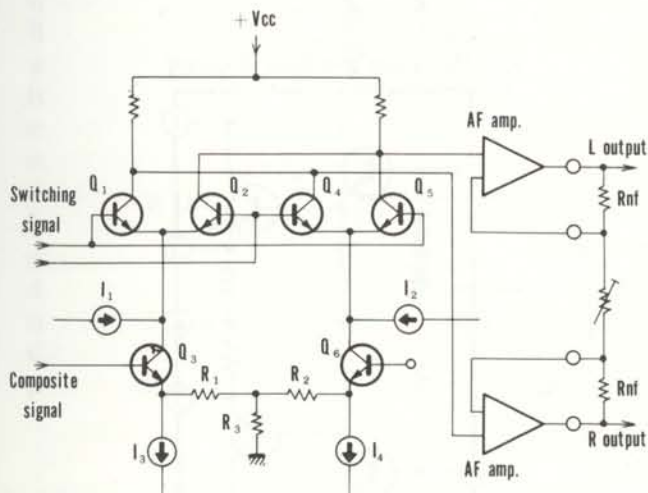 + Vcc
AF amp.
L output
Q1
Q2
Q4
Q5
Rnf
Switching
signal
I1
I2
Q3
Q6
Composite
signal
R1
R2
R3
Rnf
I3
I4
R output
AF amp.